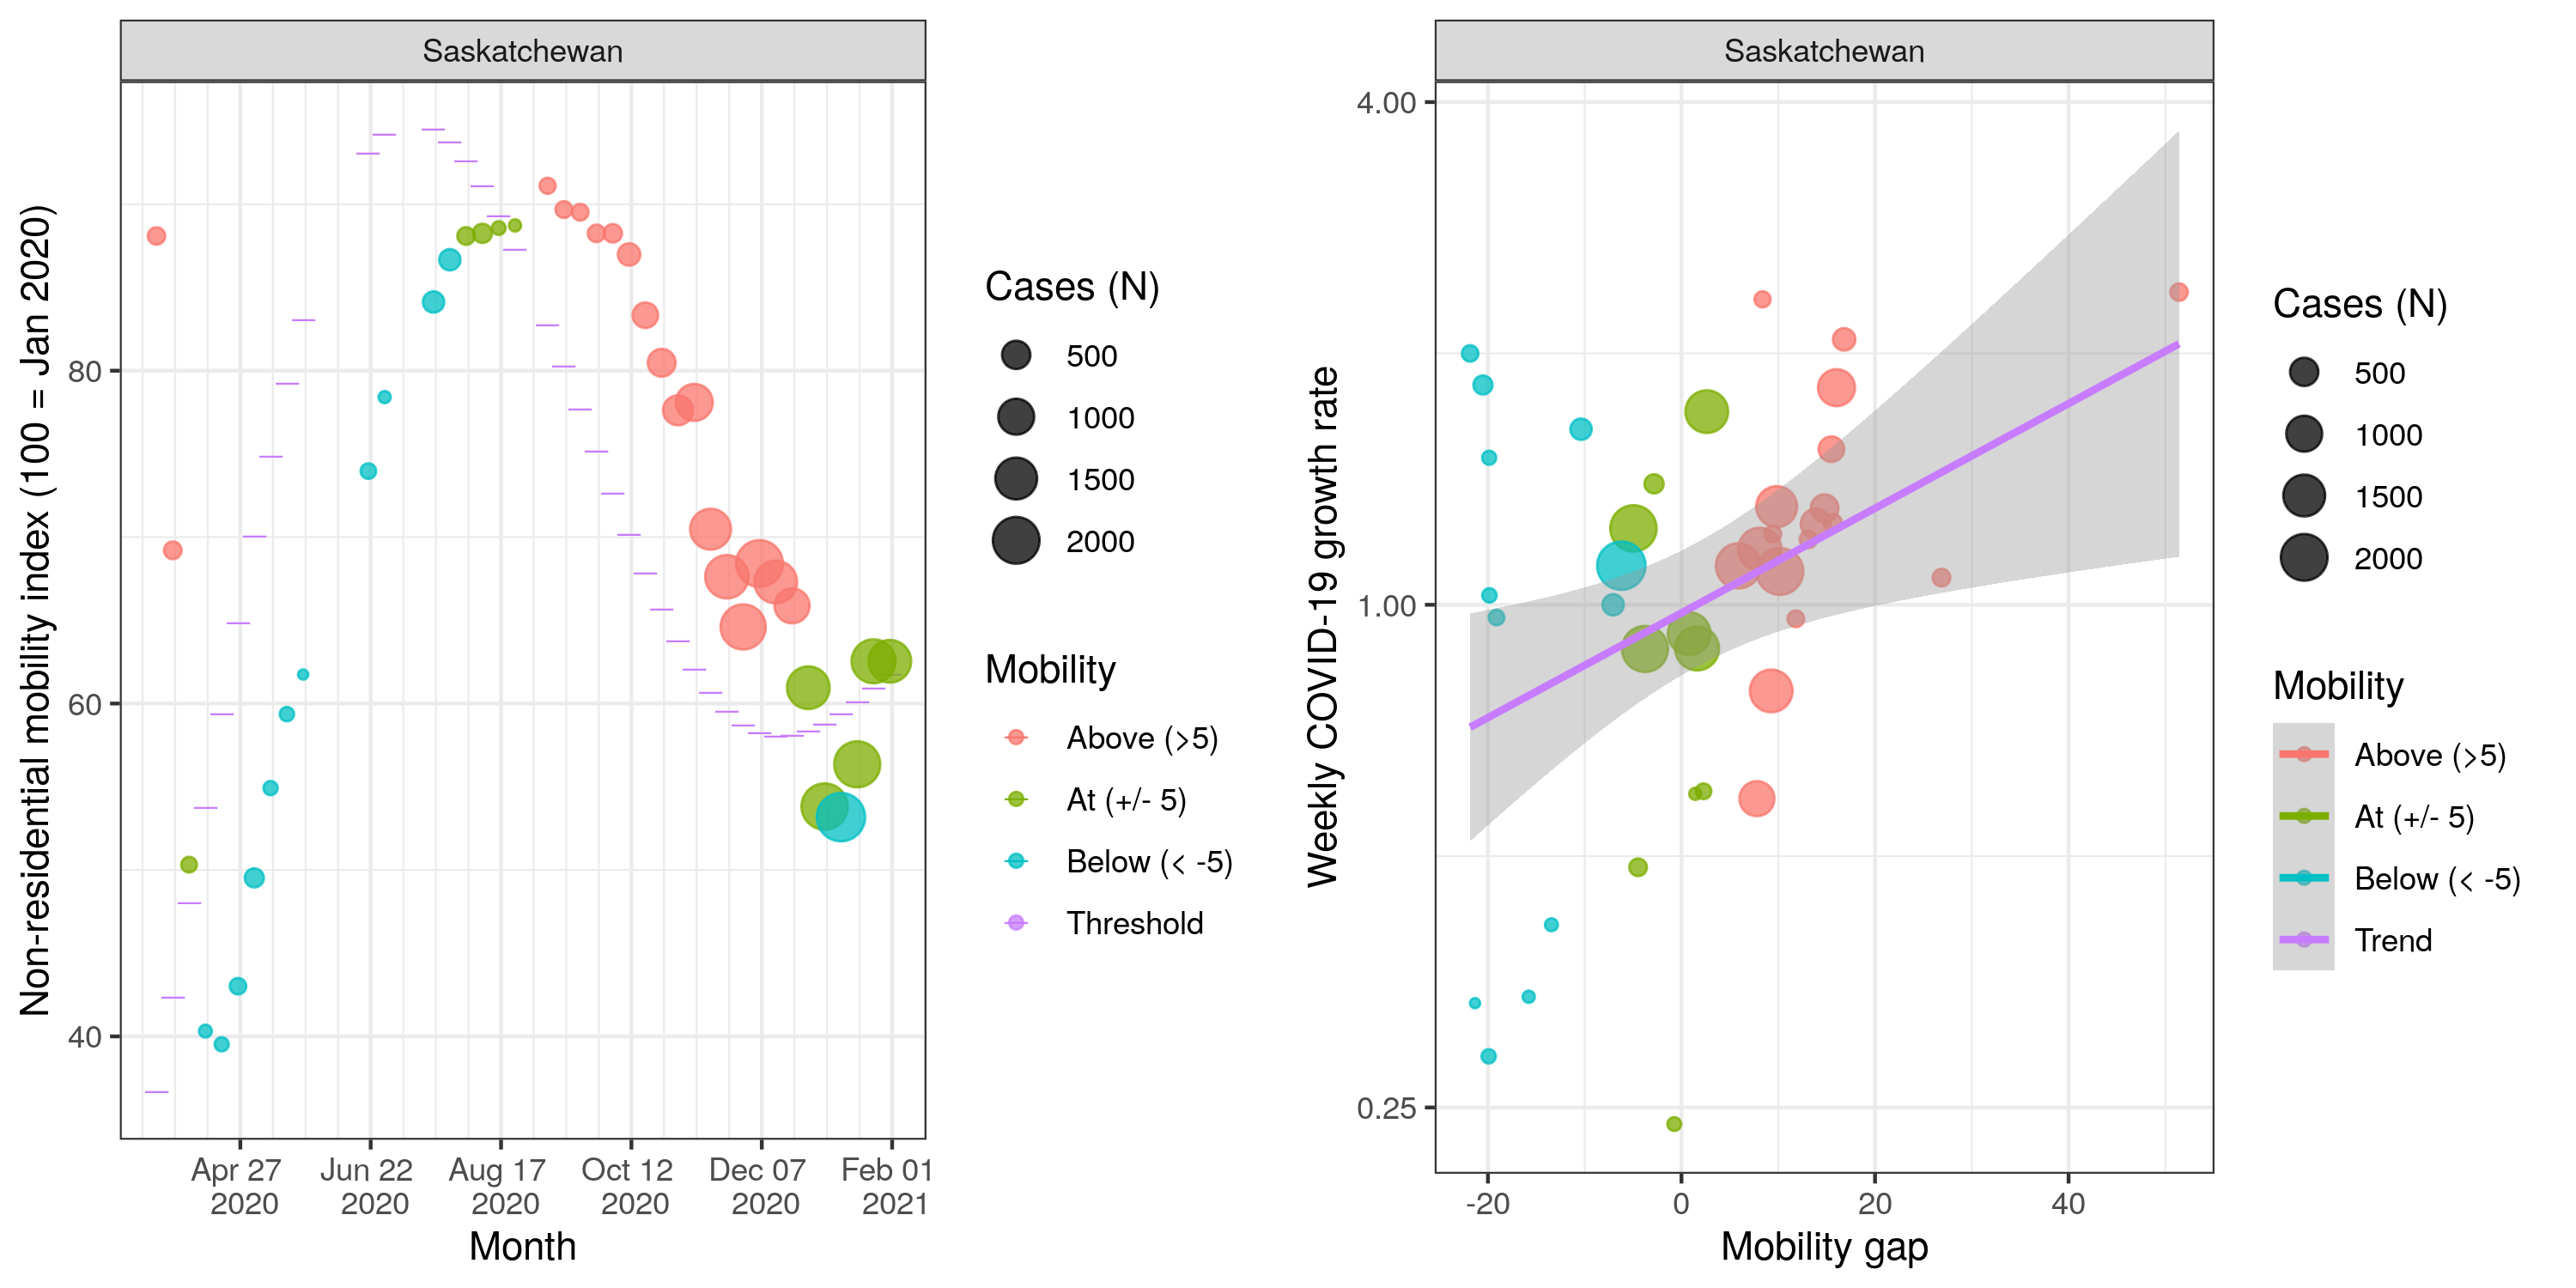 Saskatchewan
Non-residential mobility index (100 = Jan 2020)
80
60
40
Apr 27
2020
Jun 22
2020
Aug 17
2020
Oct 12
2020
Dec 07
2020
Feb 01
2021
Month
Cases (N)
500
1000
1500
2000
Mobility
Above (>5)
At (+/- 5)
Below (< -5)
Threshold
Saskatchewan
Weekly COVID-19 growth rate
4.00
1.00
0.25
-20
0
20
40
Mobility gap
Cases (N)
500
1000
1500
2000
Mobility
Above (>5)
At (+/- 5)
Below (< -5)
Trend